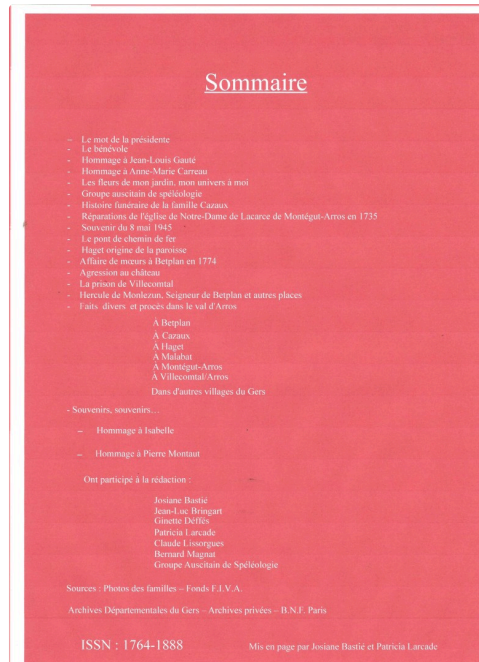 Sommaire
– Le mot de la présidente
- Le bénévole
- Hommage à Jean-Louis Gauté
- Hommage à Anne-Marie Carreau
- Les fleurs de mon jardin, mon univers à moi
- Groupe auscitain de spéléologie
- Histoire funéraire de la famille Cazaux
- Réparations de l'église de Notre-Dame de Lacarce de Montégut-Arros en 1735
- Souvenir du 8 mai 1945
- Le pont de chemin de fer
- Haget origine de la paroisse
- Affaire de mœurs à Betplan en 1774
- Agression au château
- La prison de Villecomtal
- Hercule de Monlezun, Seigneur de Betplan et autres places
- Faits divers et procès dans le val d'Arros
À Betplan
À Cazaux
À Haget
À Malabat
À Montégut-Arros
À Villecomtal/Arros
Dans d'autres villages du Gers
- Souvenirs, souvenirs…
– Hommage à Isabelle
– Hommage à Pierre Montaut
Ont participé à la rédaction :
Josiane Bastié
Jean-Luc Bringart
Ginette Déffès
Patricia Larcade
Claude Lissorgues
Bernard Magnat
Groupe Auscitain de Spéléologie
Sources : Photos des familles – Fonds F.I.V.A.
Archives Départementales du Gers – Archives privées – B.N.F. Paris
ISSN : 1764-1888 Mis en page par Josiane Bastié et Patricia Larcade